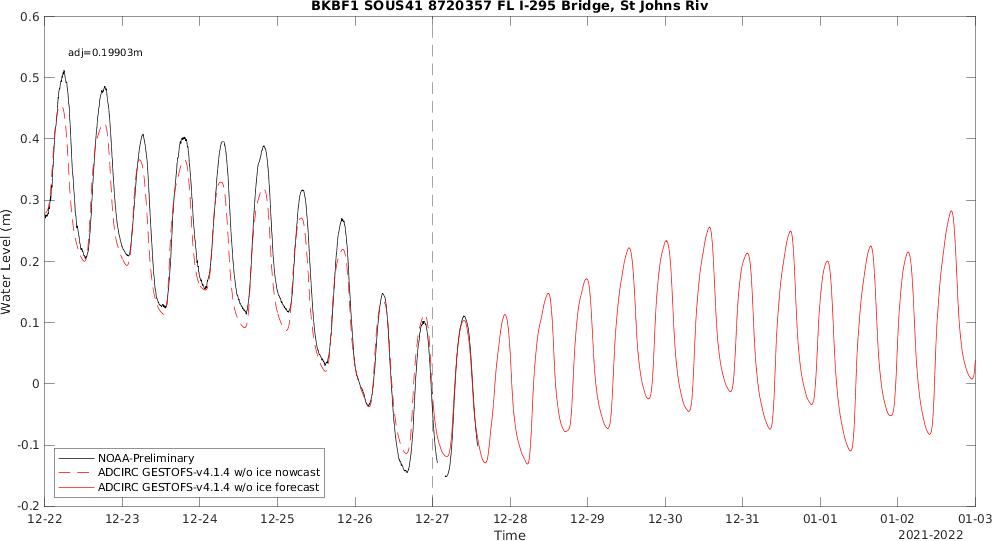 BKBF1 SOUS41 8720357 FL I-295 Bridge, St Johns Riv
adj=0.19903m
0.6
0.5
0.4
0.3
0.2
0.1
0
-0.1
-0.2
Water Level (m)
NOAA-Preliminary
ADCIRC GESTOFS-v4.1.4 w/o ice nowcast
ADCIRC GESTOFS-v4.1.4 w/o ice forecast
12-22 12-23 12-24 12-25 12-26 12-27 12-28 12-29 12-30 12-31 01-01 01-02 01-03
Time
2021-2022